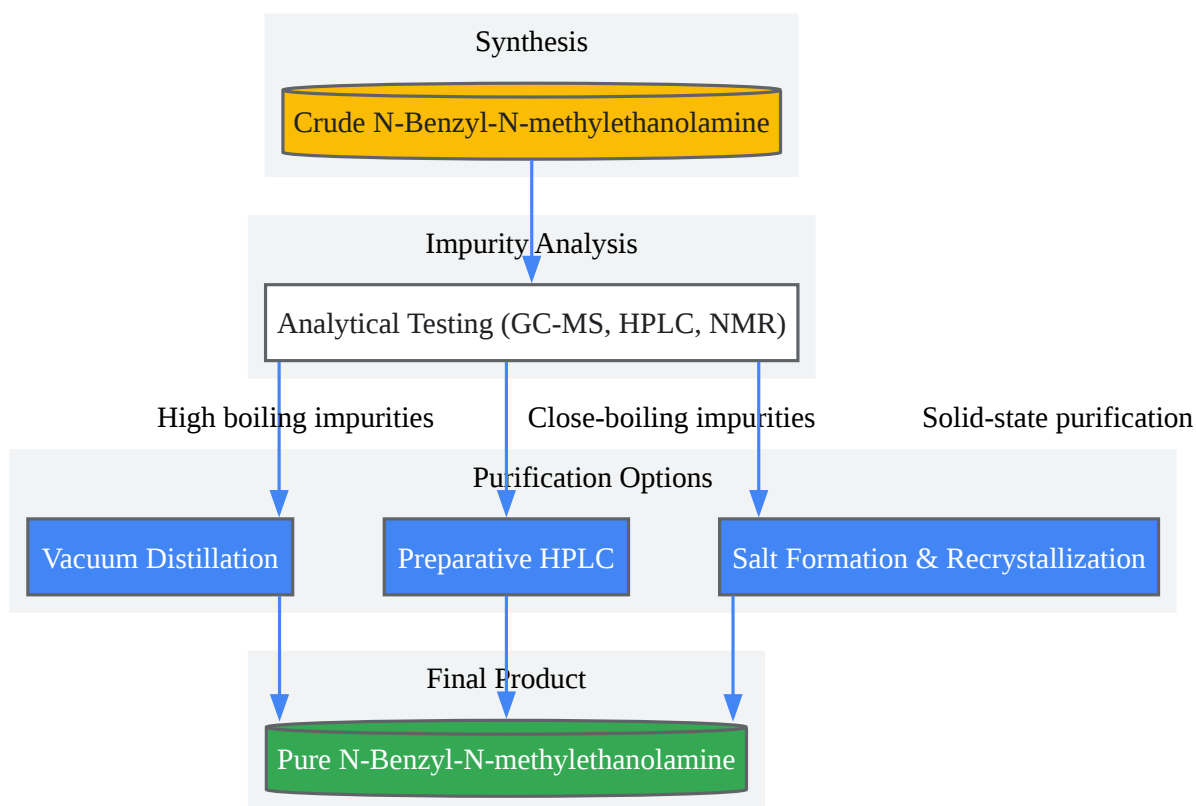 Synthesis
Crude N-Benzyl-N-methylethanolamine
Impurity Analysis
Analytical Testing (GC-MS, HPLC, NMR)
High boiling impurities
Close-boiling impurities
Solid-state purification
Purification Options
Vacuum Distillation
Preparative HPLC
Salt Formation & Recrystallization
Final Product
Pure N-Benzyl-N-methylethanolamine